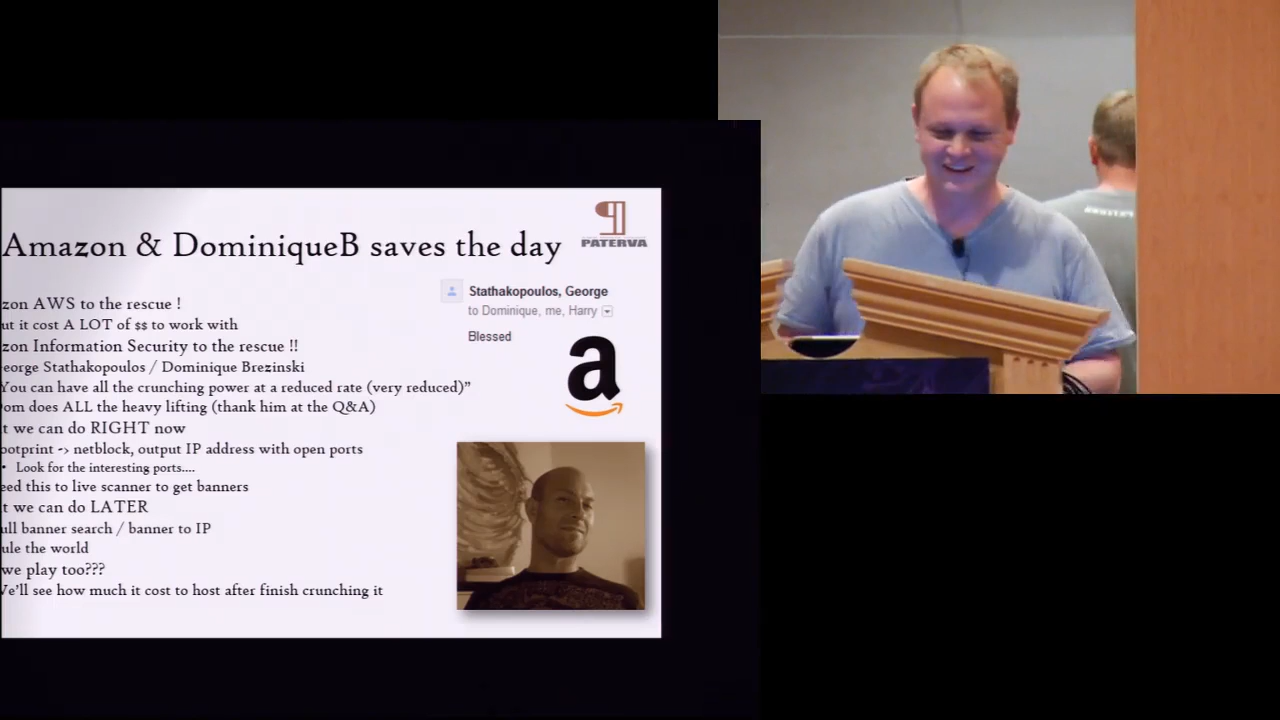 PATERVA
Amazon & DominiqueB saves the day
zon AWS to the rescue !
ut it cost A LOT of $$ to work with
zon Information Security to the rescue !!
eorge Stathakopoulos / Dominique Brezinski
You can have all the crunching power at a reduced rate (very reduced)”
om does ALL the heavy lifting (thank him at the Q&A)
t we can do RIGHT now
ootprint -> netblock, output IP address with open ports
• Look for the interesting ports....
eed this to live scanner to get banners
t we can do LATER
ull banner search / banner to IP
ule the world
we play too???
We'll see how much it cost to host after finish crunching it
Stathakopoulos, George
to Dominique, me, Harry
Blessed
a